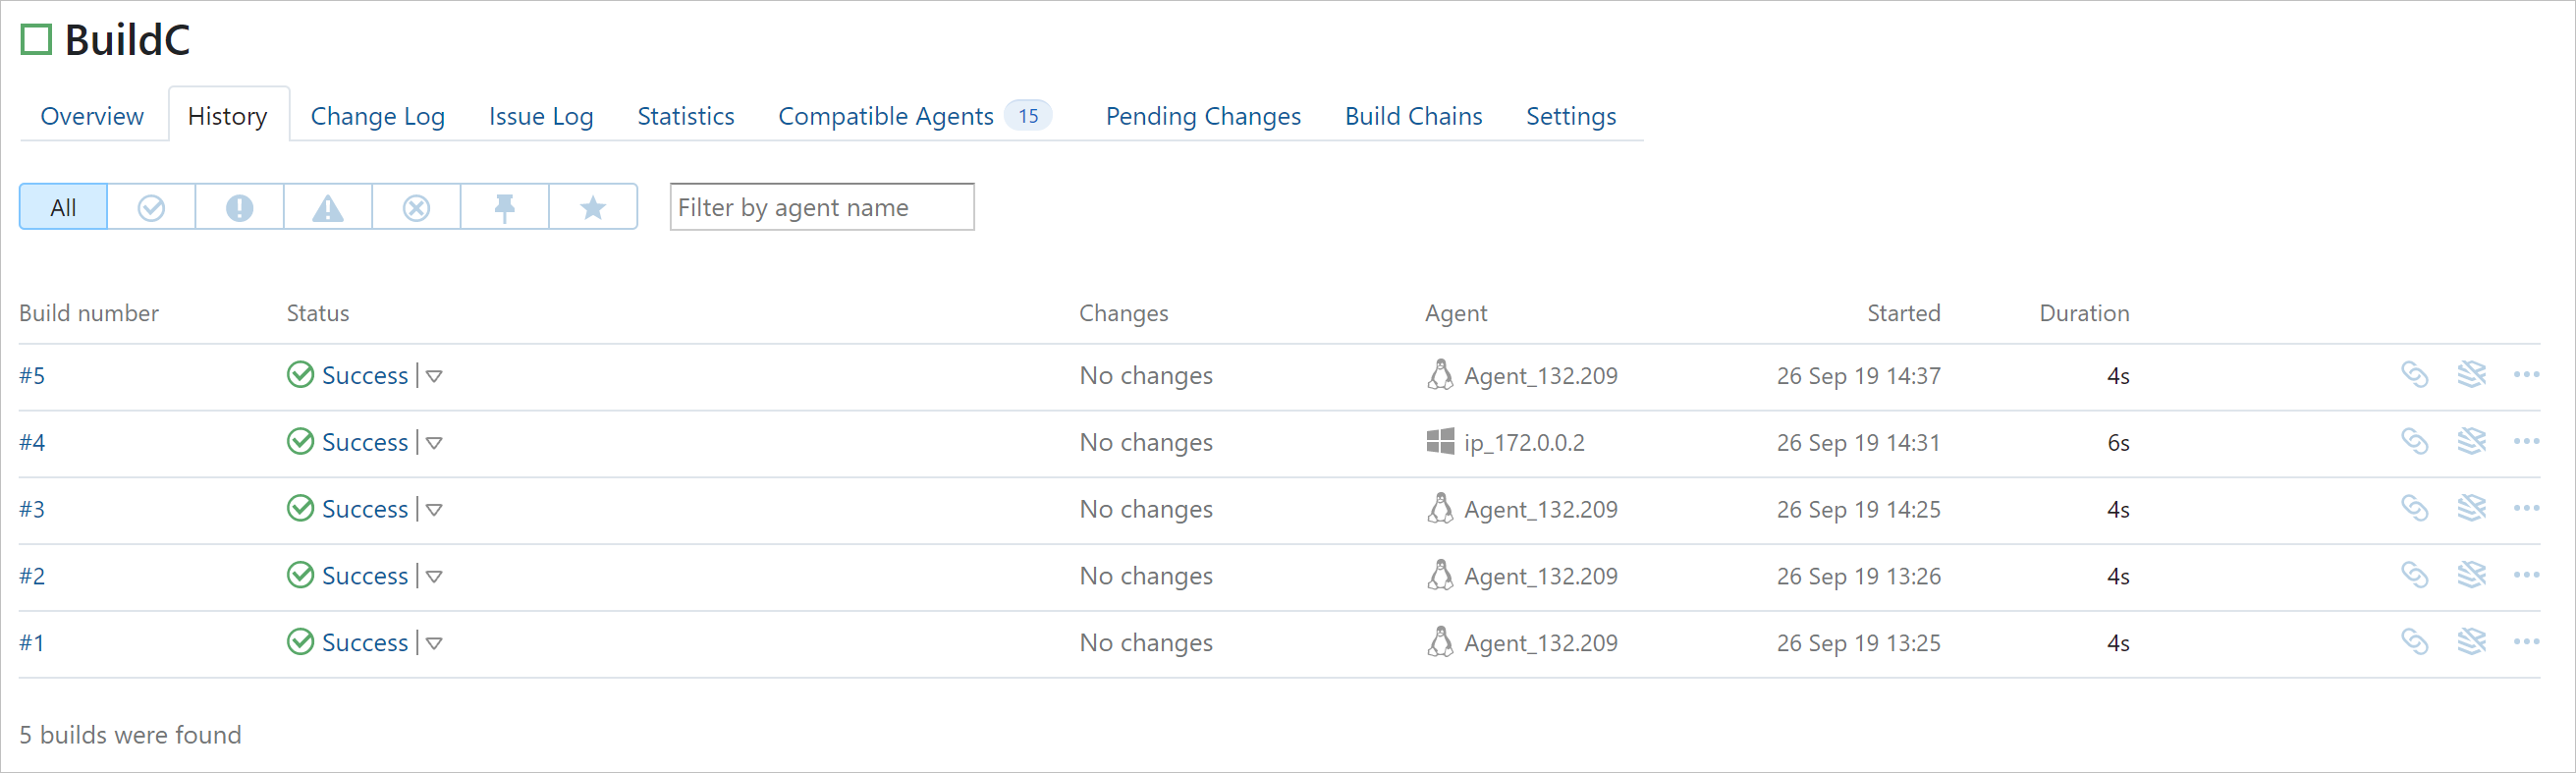 BuildC
Overview History Change Log Issue Log Statistics Compatible Agents 15 Pending Changes Build Chains Settings
All Filter by agent name
Build number Status Changes Agent Started Duration
#5 Success No changes Agent_132.209 26 Sep 19 14:37 4s
#4 Success No changes ip_172.0.0.2 26 Sep 19 14:31 6s
#3 Success No changes Agent_132.209 26 Sep 19 14:25 4s
#2 Success No changes Agent_132.209 26 Sep 19 13:26 4s
#1 Success No changes Agent_132.209 26 Sep 19 13:25 4s
5 builds were found